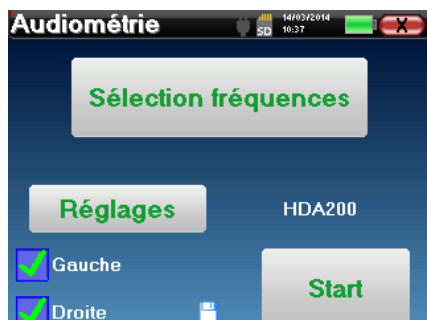 Audiométrie SD 14/03/2014 10:37 X
Sélection fréquences
Réglages HDA200
Gauche
Start
Droite